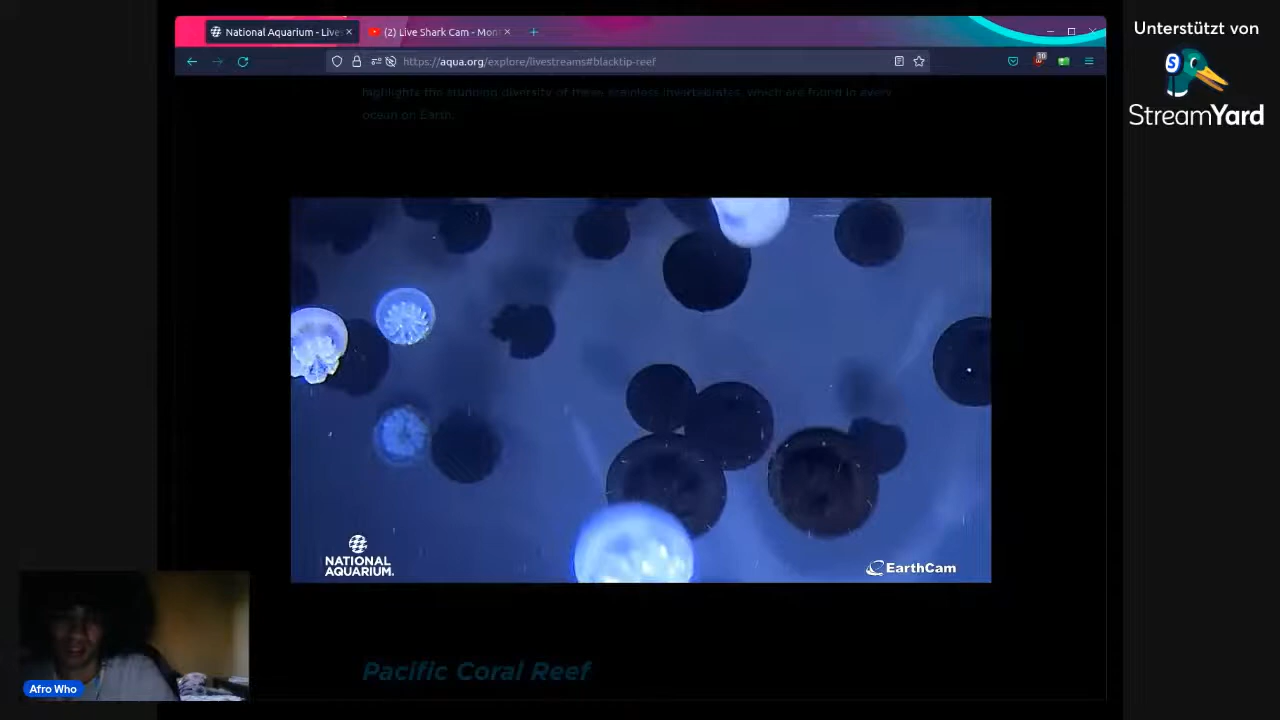 National Aquarium - Live
(2) Live Shark Cam - Mon
Unterstützt von
StreamYard
https://aqua.org/explore/livestreams#blacktip-reef
10
highlights the stunning diversity of these spineless invertebrates, which are found in every
ocean on Earth.
NATIONAL
AQUARIUM.
EarthCam
Pacific Coral Reef
Afro Who